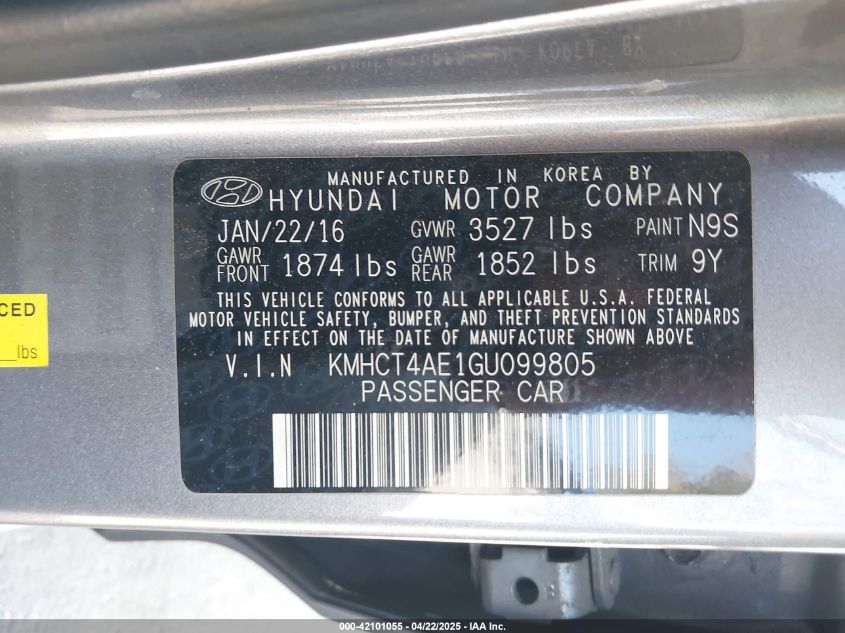 KOREA BY
MANUFACTURED IN KOREA BY
HYUNDAI MOTOR COMPANY
JAN/22/16 GVWR 3527 lbs PAINT N9S
GAWR FRONT 1874 lbs GAWR REAR 1852 lbs TRIM 9Y
THIS VEHICLE CONFORMS TO ALL APPLICABLE U.S.A. FEDERAL
MOTOR VEHICLE SAFETY, BUMPER, AND THEFT PREVENTION STANDARDS
IN EFFECT ON THE DATE OF MANUFACTURE SHOWN ABOVE
V.I.N KMHCT4AE1GU099805
PASSENGER CAR
CED
lbs
000-42101055 - 04/22/2025 - IAA Inc.